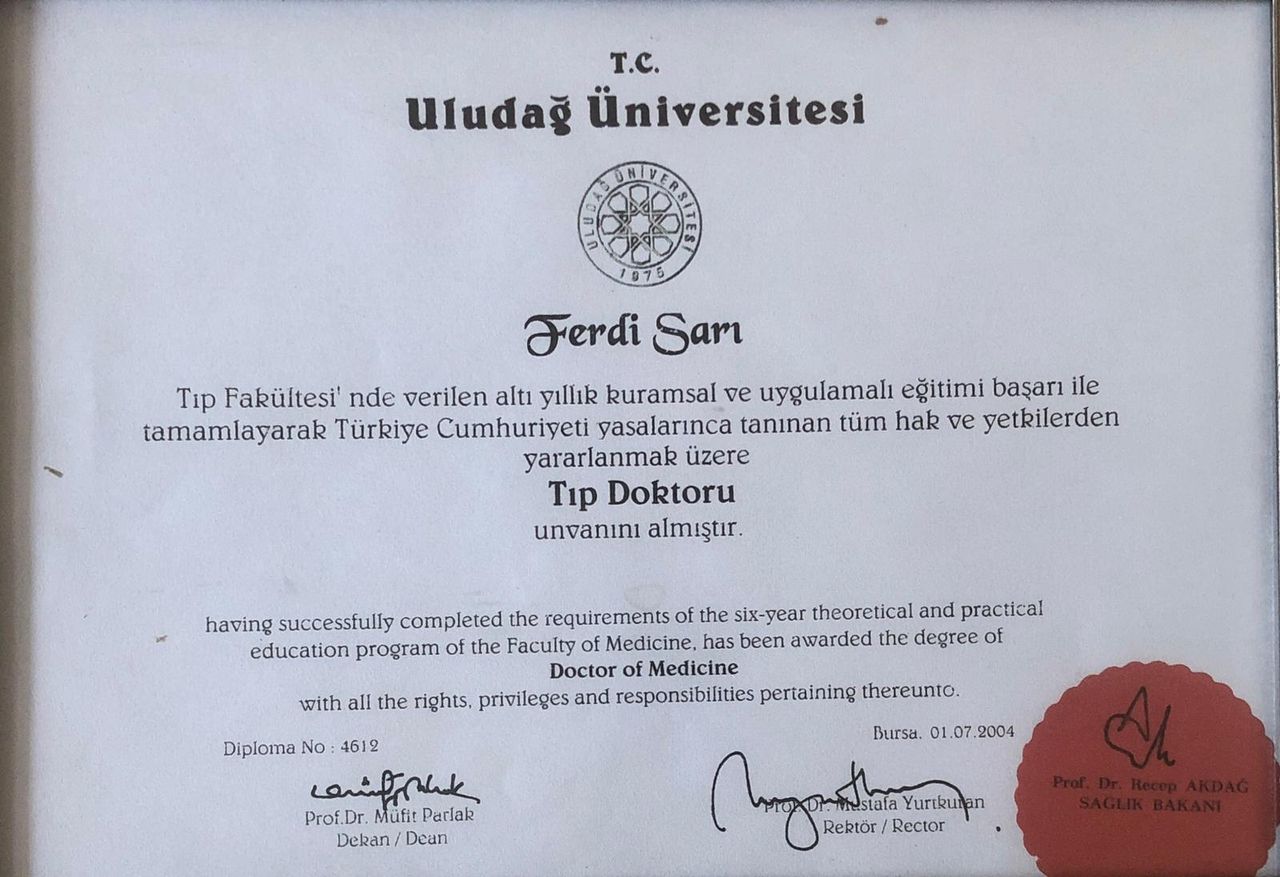 T.C.
Uludağ Üniversitesi
ULUDAĞ ÜNİVERSİTESİ
1975
Ferdi Sarı
Tıp Fakültesi' nde verilen altı yıllık kuramsal ve uygulamalı eğitimi başarı ile
tamamlayarak Türkiye Cumhuriyeti yasalarınca tanınan tüm hak ve yetkilerden
yararlanmak üzere
Tıp Doktoru
unvanını almıştır.
having successfully completed the requirements of the six-year theoretical and practical
education program of the Faculty of Medicine, has been awarded the degree of
Doctor of Medicine
with all the rights, privileges and responsibilities pertaining thereunto.
Diploma No : 4612
Bursa. 01.07.2004
Prof.Dr. Müfit Parlak
Dekan / Dean
Prof. Dr. Mustafa Yurtkuran
Rektör / Rector
Prof. Dr. Recep AKDAĞ
SAĞLIK BAKANI